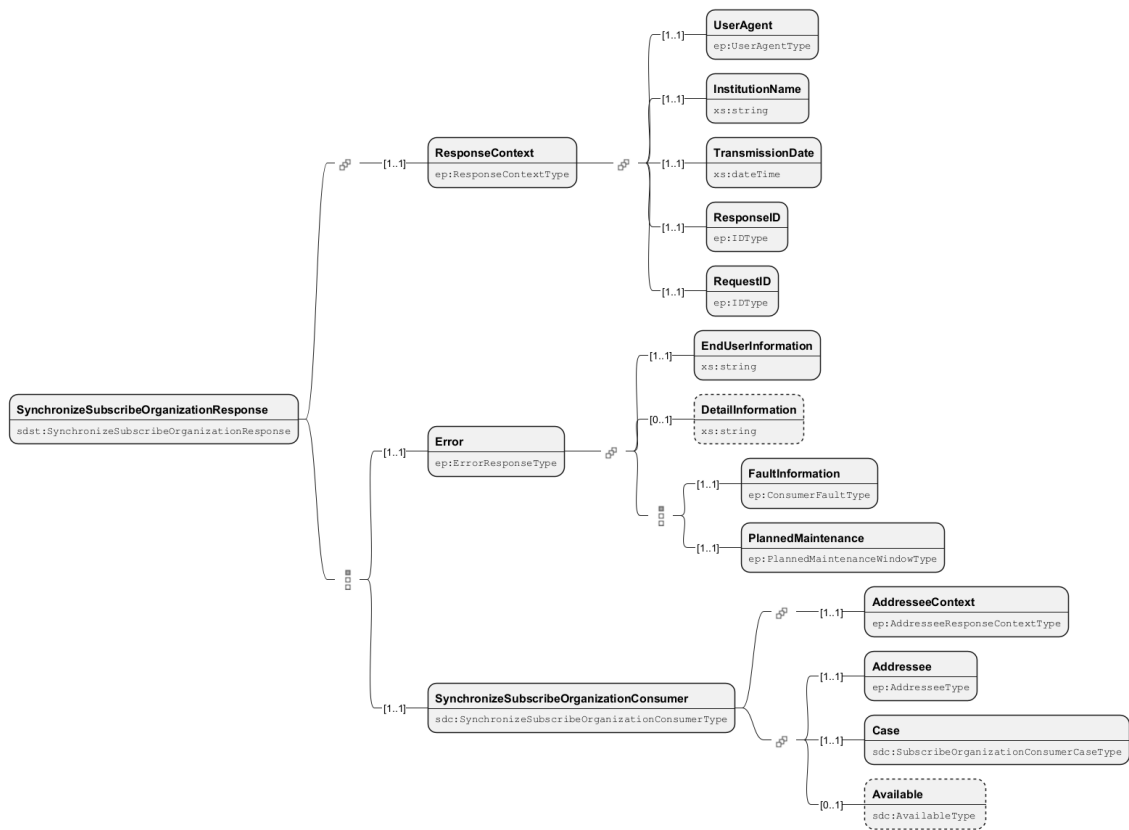 UserAgent
[1..1]
ep:UserAgentType
InstitutionName
[1..1]
xs:string
ResponseContext
[1..1]
ep:ResponseContextType
TransmissionDate
[1..1]
xs:dateTime
ResponseID
[1..1]
ep:IDType
RequestID
[1..1]
ep:IDType
EndUserInformation
[1..1]
xs:string
SynchronizeSubscribeOrganizationResponse
sdst:SynchronizeSubscribeOrganizationResponse
DetailInformation
[0..1]
xs:string
Error
[1..1]
ep:ErrorResponseType
FaultInformation
[1..1]
ep:ConsumerFaultType
PlannedMaintenance
[1..1]
ep:PlannedMaintenanceWindowType
AddresseeContext
[1..1]
ep:AddresseeResponseContextType
Addressee
[1..1]
ep:AddresseeType
SynchronizeSubscribeOrganizationConsumer
[1..1]
sdc:SynchronizeSubscribeOrganizationConsumerType
Case
[1..1]
sdc:SubscribeOrganizationConsumerCaseType
Available
[0..1]
sdc:AvailableType